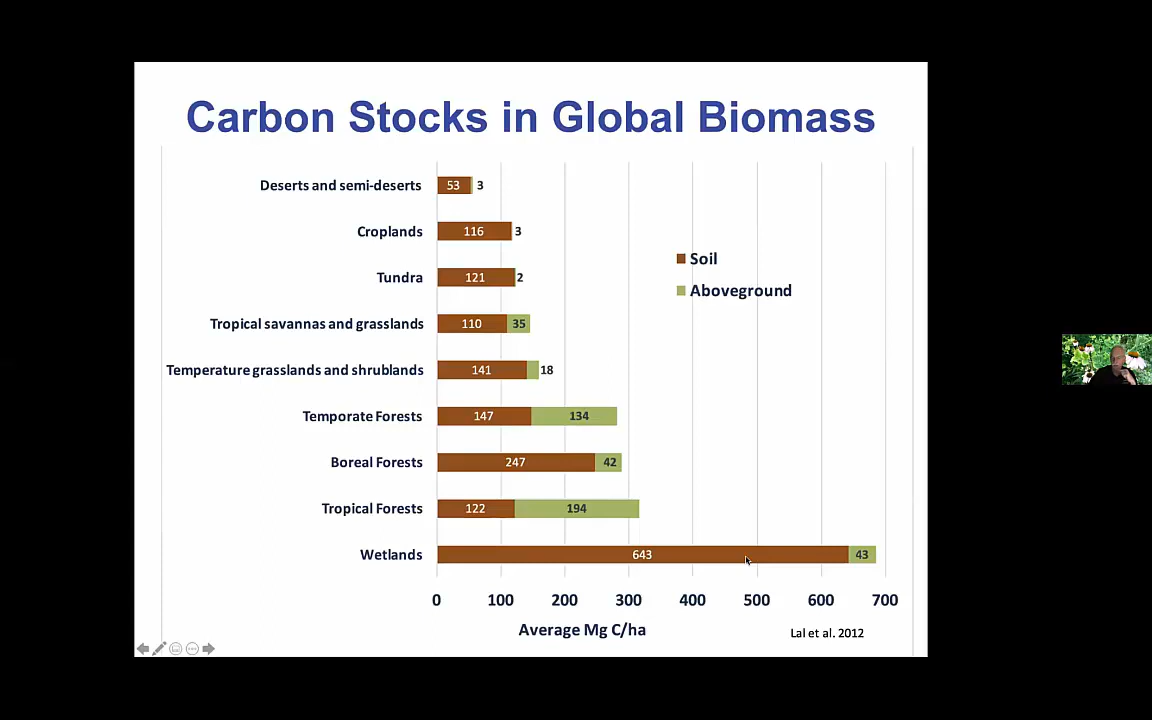 Carbon Stocks in Global Biomass
Deserts and semi-deserts 53 3
Croplands 116 3
Tundra 121 2
Tropical savannas and grasslands 110 35
Temperature grasslands and shrublands 141 18
Temporate Forests 147 134
Boreal Forests 247 42
Tropical Forests 122 194
Wetlands 643 43
Soil
Aboveground
0 100 200 300 400 500 600 700
Average Mg C/ha
Lal et al. 2012